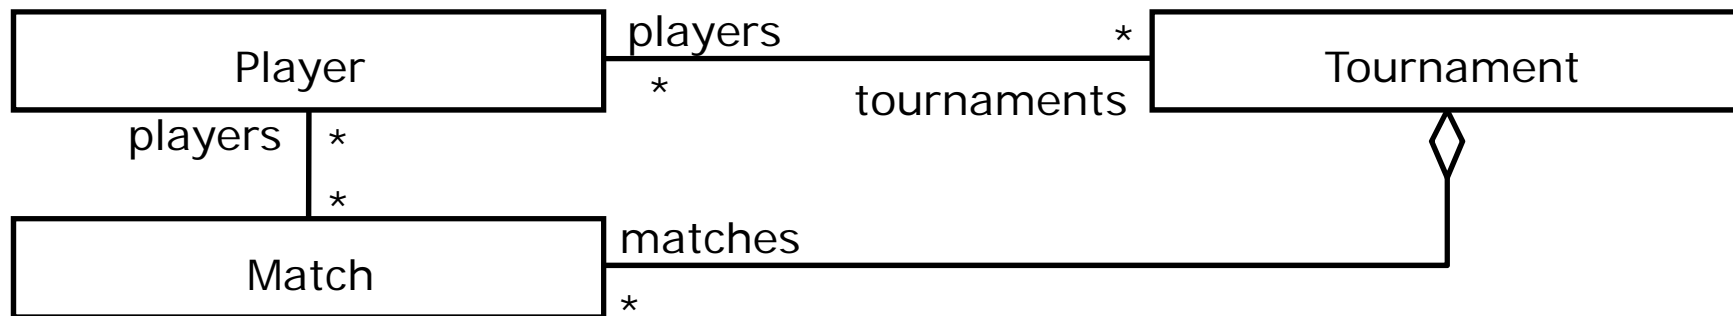 players *
Player Tournament
* tournaments
players *
*
matches
Match
*